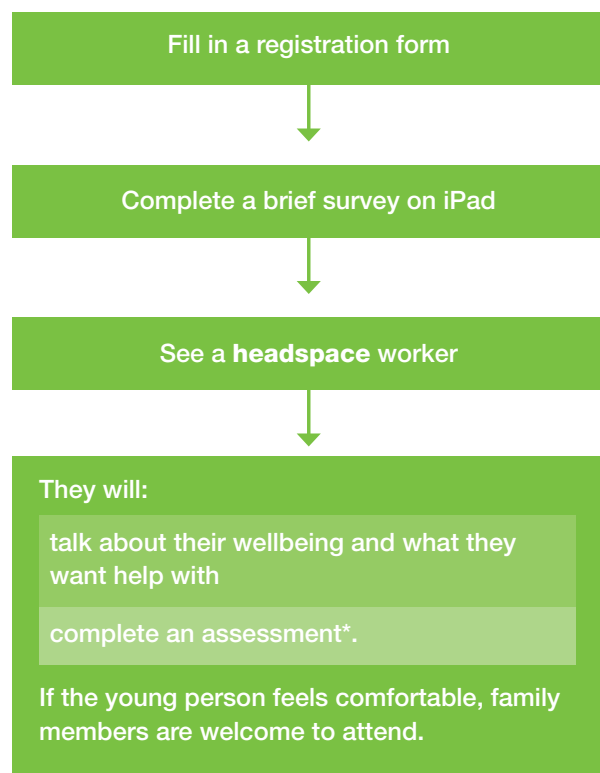 Fill in a registration form
Complete a brief survey on iPad
See a headspace worker
They will:
talk about their wellbeing and what they
want help with
complete an assessment*.
If the young person feels comfortable, family
members are welcome to attend.